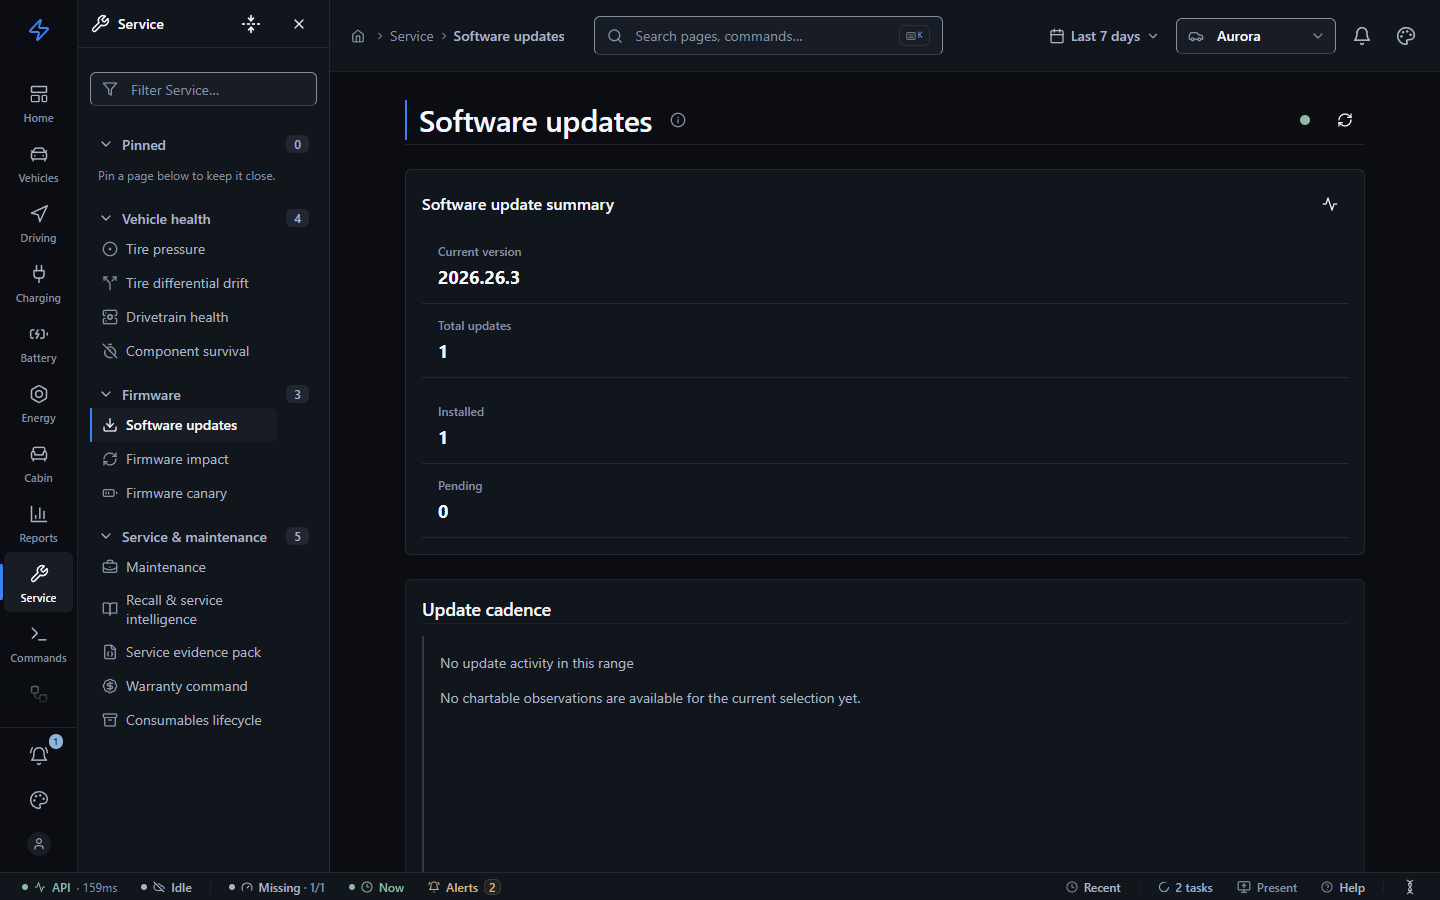 Service
Filter Service...
Home
Vehicles
Driving
Charging
Battery
Energy
Cabin
Reports
Service
Commands
1
Pinned
0
Pin a page below to keep it close.
Vehicle health
4
Tire pressure
Tire differential drift
Drivetrain health
Component survival
Firmware
3
Software updates
Firmware impact
Firmware canary
Service & maintenance
5
Maintenance
Recall & service
intelligence
Service evidence pack
Warranty command
Consumables lifecycle
Service
Software updates
Search pages, commands...
K
Last 7 days
Aurora
Software updates
Software update summary
Current version
2026.26.3
Total updates
1
Installed
1
Pending
0
Update cadence
No update activity in this range
No chartable observations are available for the current selection yet.
API · 159ms
Idle
Missing · 1/1
Now
Alerts 2
Recent
2 tasks
Present
Help